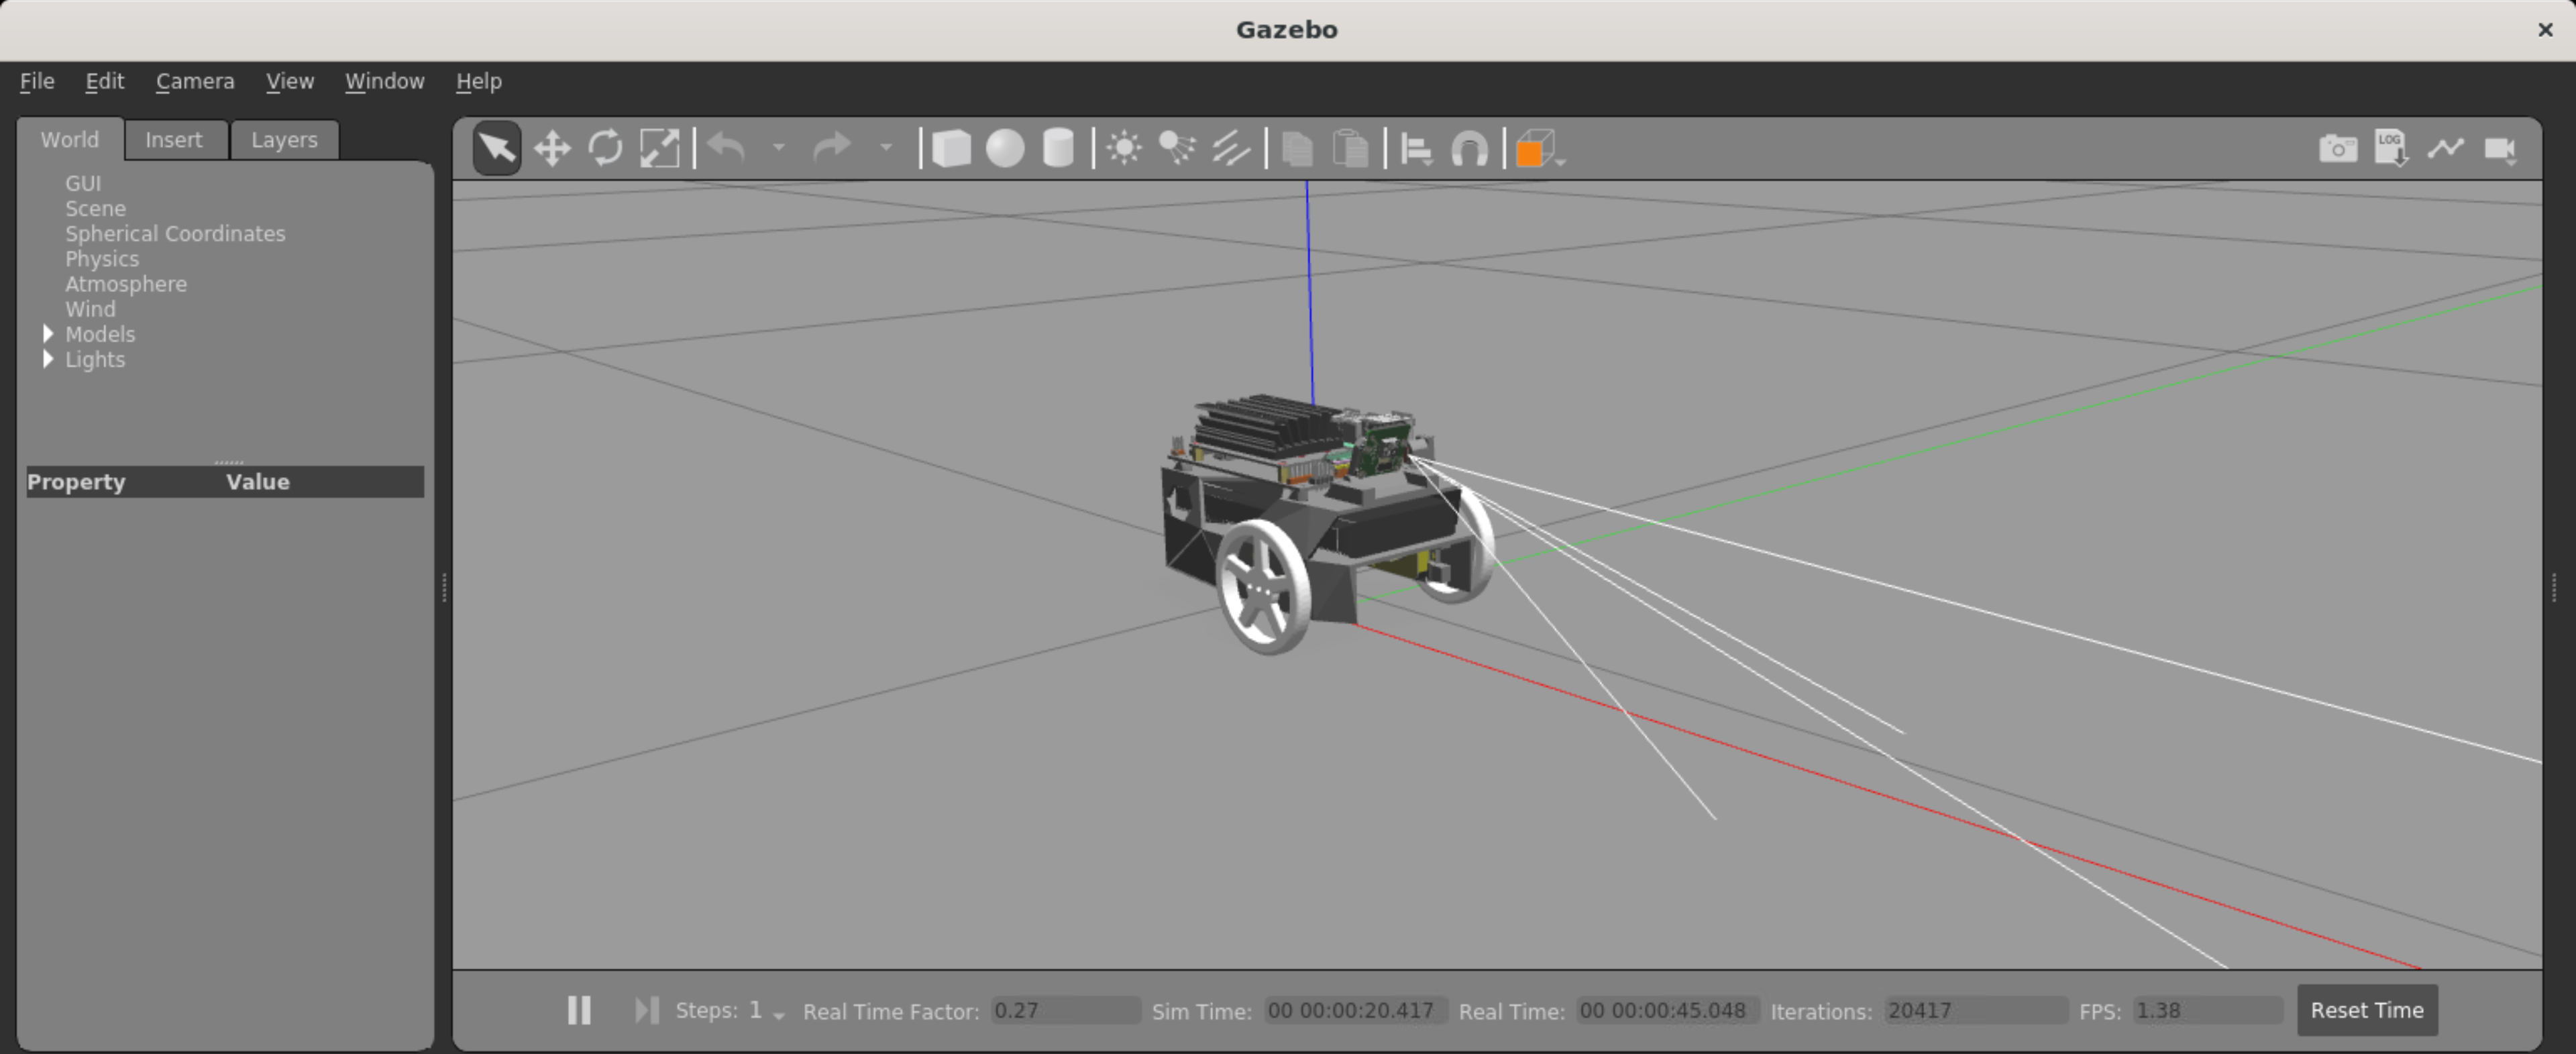 Gazebo
File Edit Camera View Window Help
World Insert Layers
LOG
GUI
Scene
Spherical Coordinates
Physics
Atmosphere
Wind
Models
Lights
Property Value
Steps: 1 Real Time Factor: 0.27 Sim Time: 00 00:00:20.417 Real Time: 00 00:00:45.048 Iterations: 20417 FPS: 1.38 Reset Time